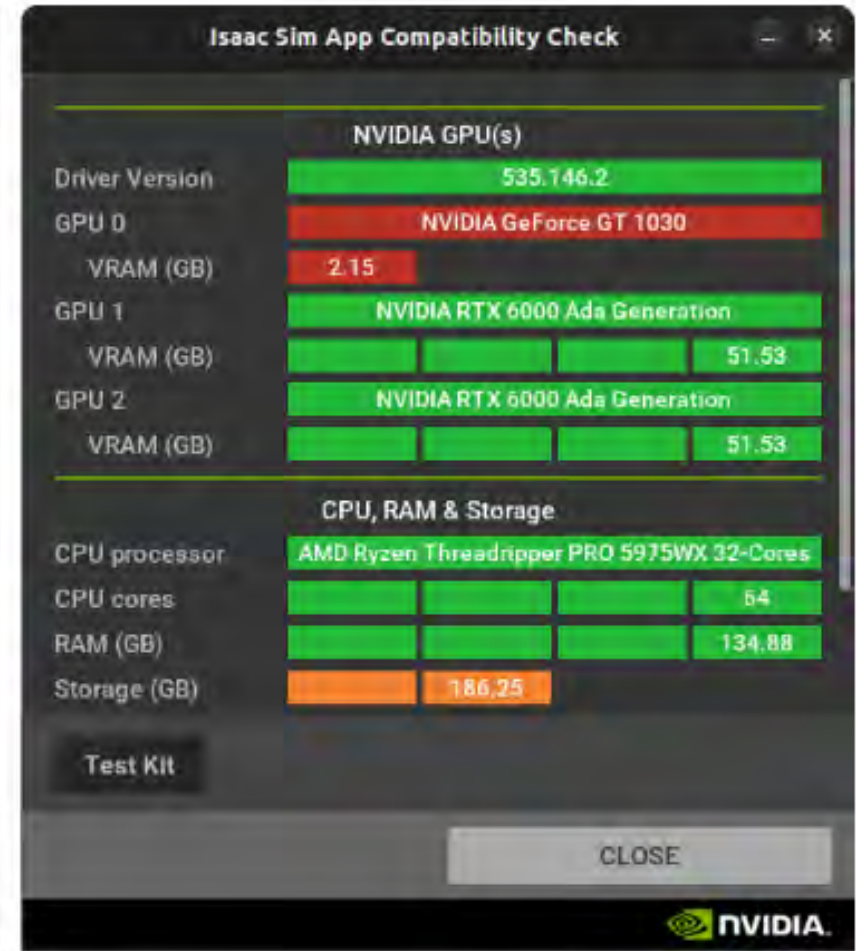 Isaac Sim App Compatibility Check
NVIDIA GPU(s)
Driver Version 535.146.2
GPU 0 NVIDIA GeForce GT 1030
VRAM (GB) 2.15
GPU 1 NVIDIA RTX 6000 Ada Generation
VRAM (GB) 51.53
GPU 2 NVIDIA RTX 6000 Ada Generation
VRAM (GB) 51.53
CPU, RAM & Storage
CPU processor AMD Ryzen Threadripper PRO 5975WX 32-Cores
CPU cores 64
RAM (GB) 134.88
Storage (GB) 186,25
Test Kit
CLOSE
NVIDIA.